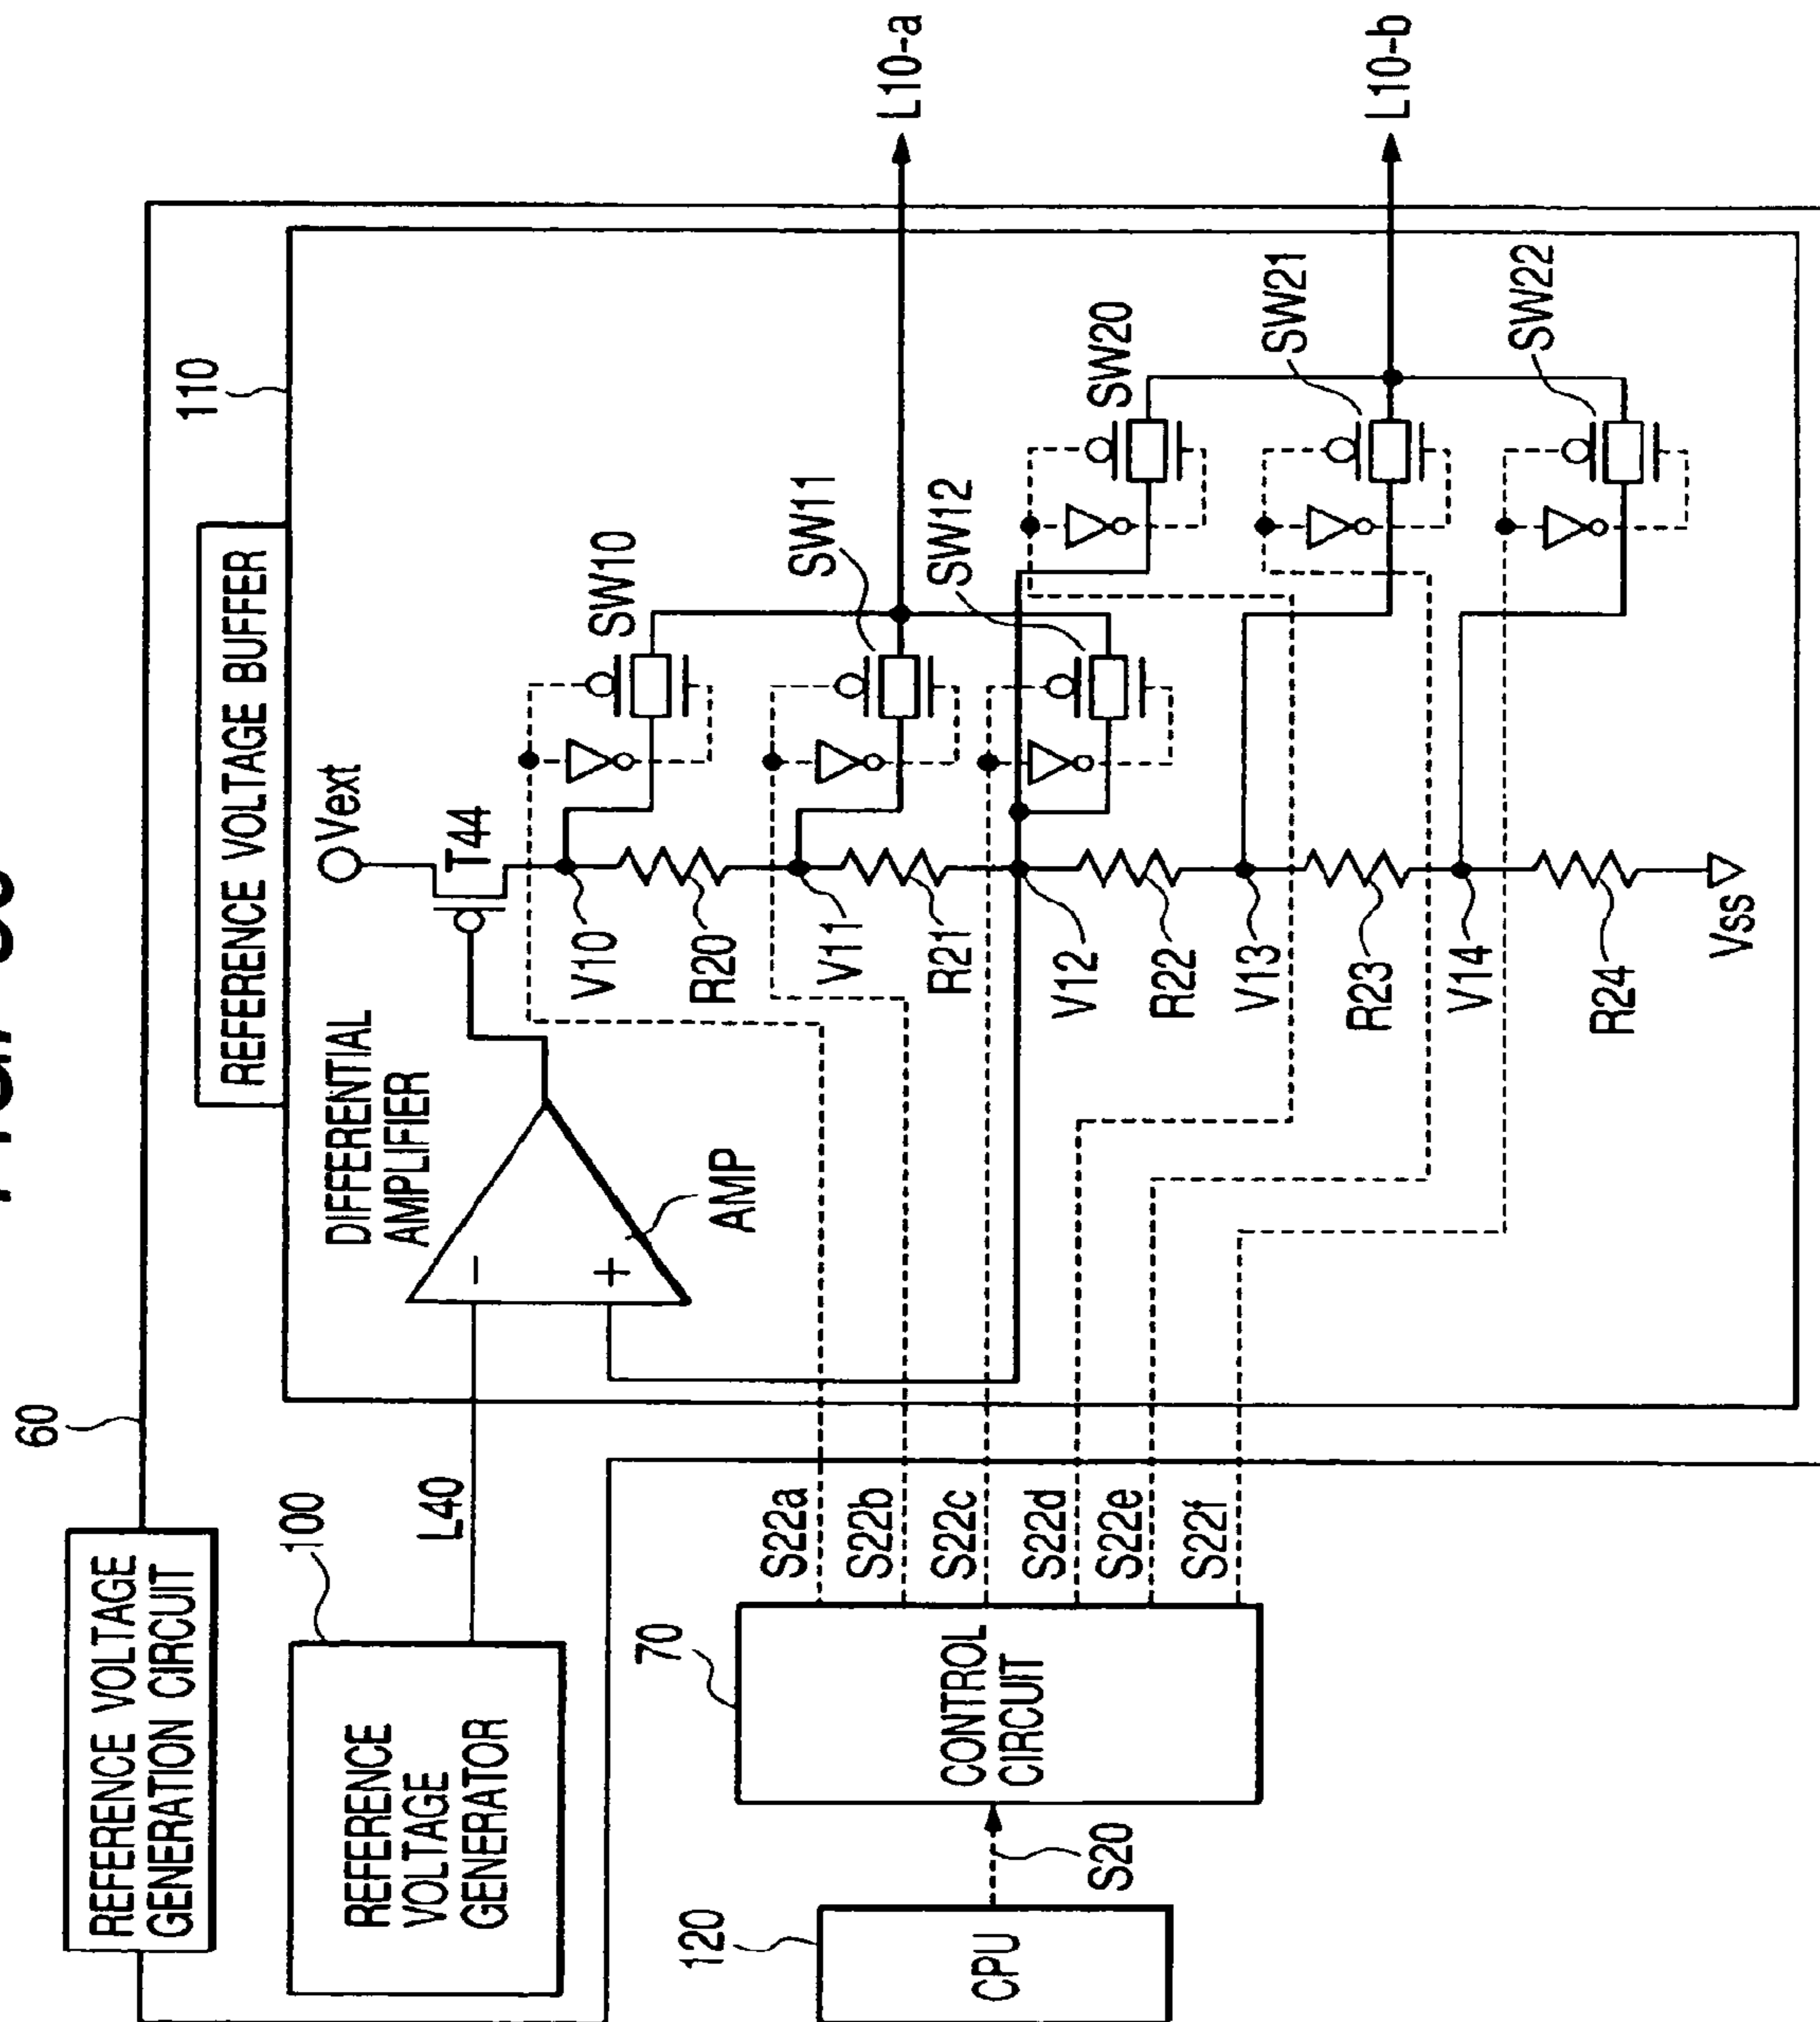 REFERENCE VOLTAGE
GENERATION CIRCUIT
60
REFERENCE VOLTAGE BUFFER
110
100
REFERENCE
VOLTAGE
GENERATOR
L40
DIFFERENTIAL
AMPLIFIER
−
+
AMP
Vext
T44
V10
R20
V11
R21
V12
R22
V13
R23
V14
R24
Vss
SW10
SW11
SW12
SW20
SW21
SW22
L10-a
L10-b
120
CPU
S20
70
CONTROL
CIRCUIT
S22a
S22b
S22c
S22d
S22e
S22f